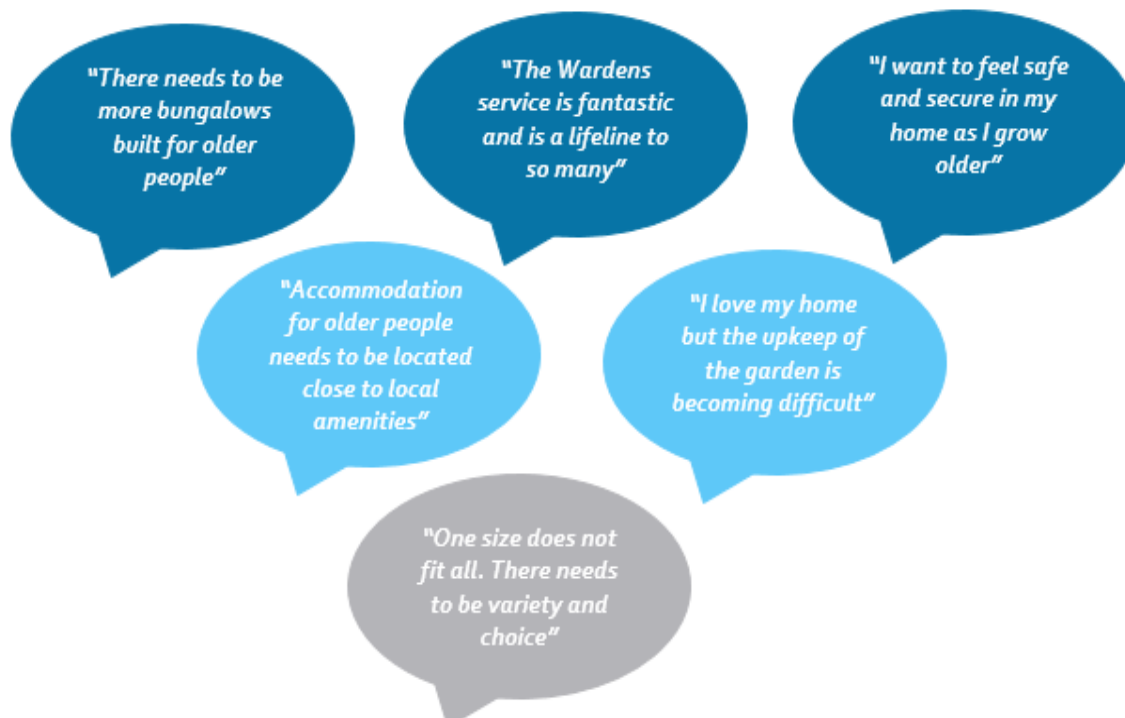 "There needs to be
more bungalows
built for older
people"
"The Wardens
service is fantastic
and is a lifeline to
so many"
"I want to feel safe
and secure in my
home as I grow
older"
"Accommodation
for older people
needs to be located
close to local
amenities"
"I love my home
but the upkeep of
the garden is
becoming difficult"
"One size does not
fit all. There needs
to be variety and
choice"